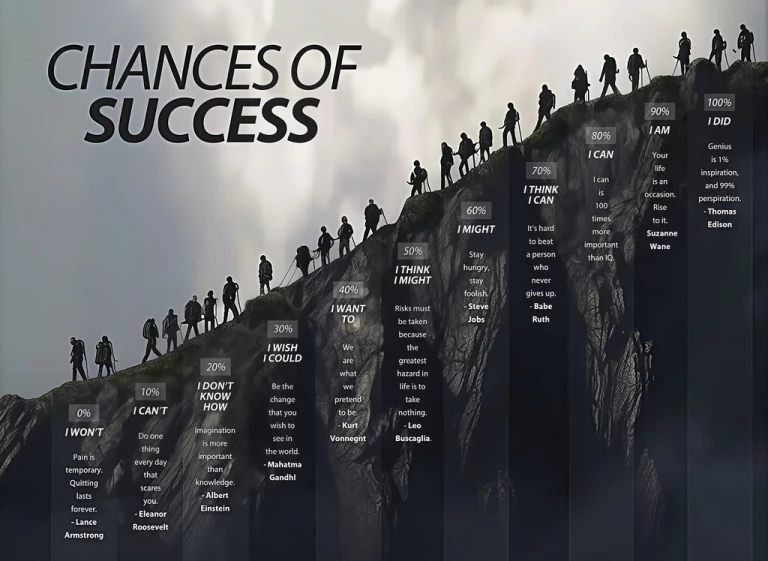 CHANCES OF
SUCCESS
0%
I WON'T
Pain is
temporary.
Quitting
lasts
forever.
- Lance
Armstrong
10%
I CAN'T
Do one
thing
every day
that
scares
you.
- Eleanor
Roosevelt
20%
I DON'T
KNOW
HOW
Imagination
is more
important
than
knowledge.
- Albert
Einstein
30%
I WISH
I COULD
Be the
change
that you
wish to
see in
the world.
- Mahatma
Gandhl
40%
I WANT
TO
We
are
what
we
pretend
to be.
- Kurt
Vonnegnt
50%
I THINK
I MIGHT
Risks must
be taken
because
the
greatest
hazard in
life is to
take
nothing.
- Leo
Buscaglia.
60%
I MIGHT
Stay
hungry,
stay
foolish.
- Steve
Jobs
70%
I THINK
I CAN
It's hard
to beat
a person
who
never
gives up.
- Babe
Ruth
80%
I CAN
I can
is
100
times
more
important
than IQ.
90%
I AM
Your
life
is an
occasion.
Rise
to it.
Suzanne
Wane
100%
I DID
Genius
is 1%
inspiration,
and 99%
perspiration.
- Thomas
Edison